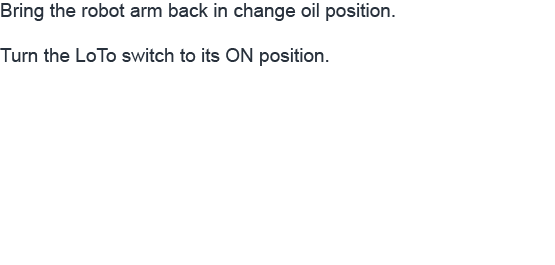 Bring the robot arm back in change oil position.
Turn the LoTo switch to its ON position.